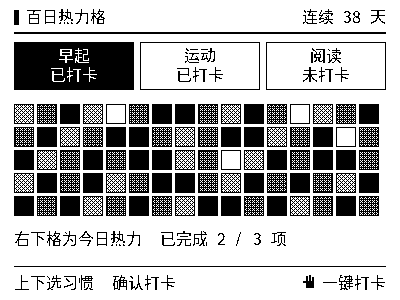 百日热力格 连续 38 天
早起 运动 阅读
已打卡 已打卡 未打卡
右下格为今日热力 已完成 2 / 3 项
上下选习惯 确认打卡 一键打卡